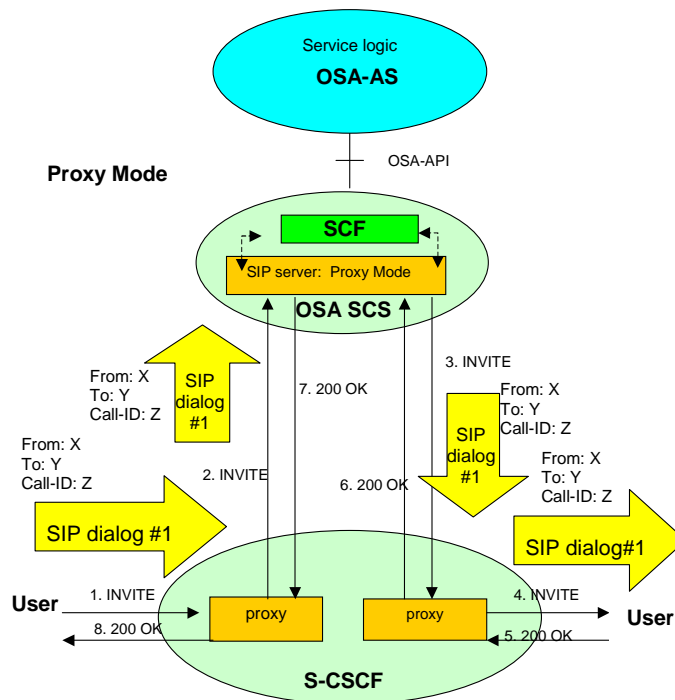 Service logic
OSA-AS
OSA-API
Proxy Mode
SCF
SIP server:  Proxy Mode
OSA SCS
3. INVITE
From: X
To: Y
Call-ID: Z
SIP
dialog
#1
7. 200 OK
From: X
To: Y
Call-ID: Z
SIP
dialog
#1
From: X
To: Y
Call-ID: Z
2. INVITE
6. 200 OK
From: X
To: Y
Call-ID: Z
SIP dialog #1
SIP dialog#1
User
1. INVITE
8. 200 OK
proxy
proxy
4. INVITE
5. 200 OK
User
S-CSCF